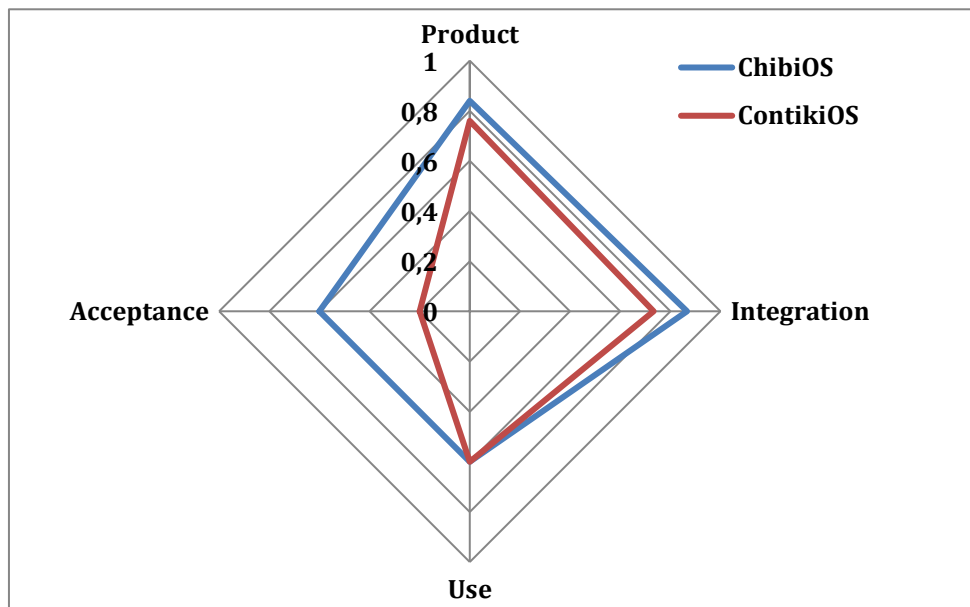 Product
1
ChibiOS
0,8
ContikiOS
0,6
0,4
0,2
Acceptance
0
Integration
Use